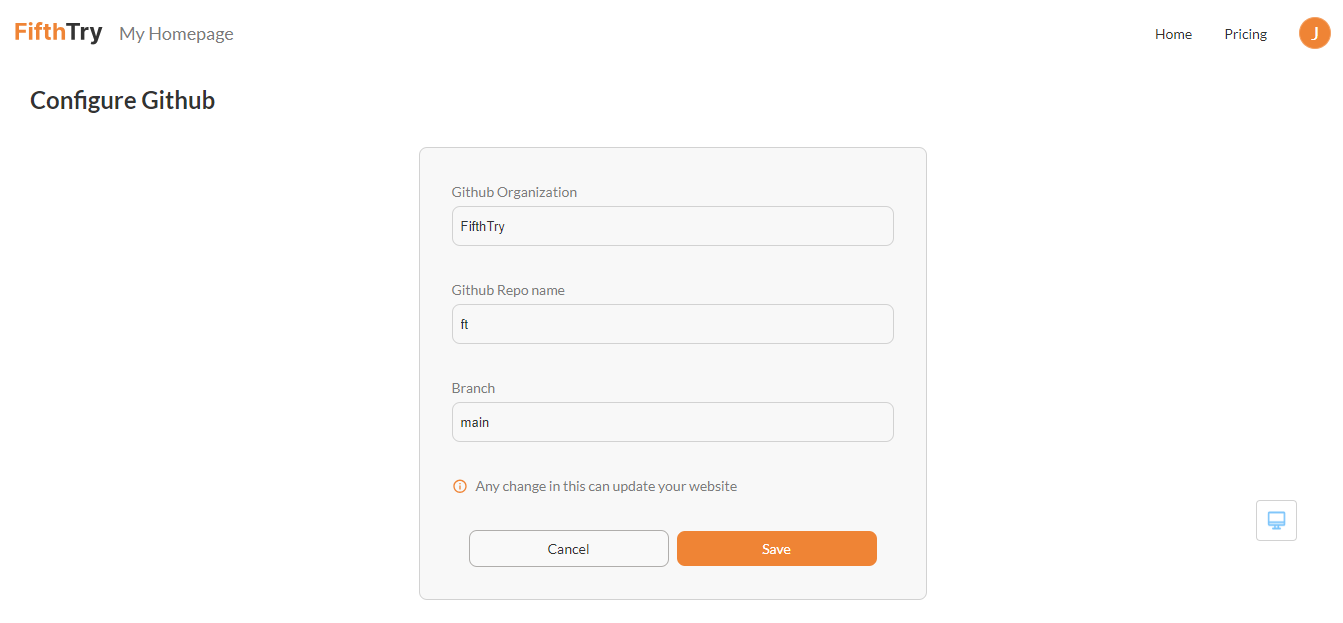 FifthTry My Homepage Home Pricing J
Configure Github
Github Organization
FifthTry
Github Repo name
ft
Branch
main
Any change in this can update your website
Cancel Save